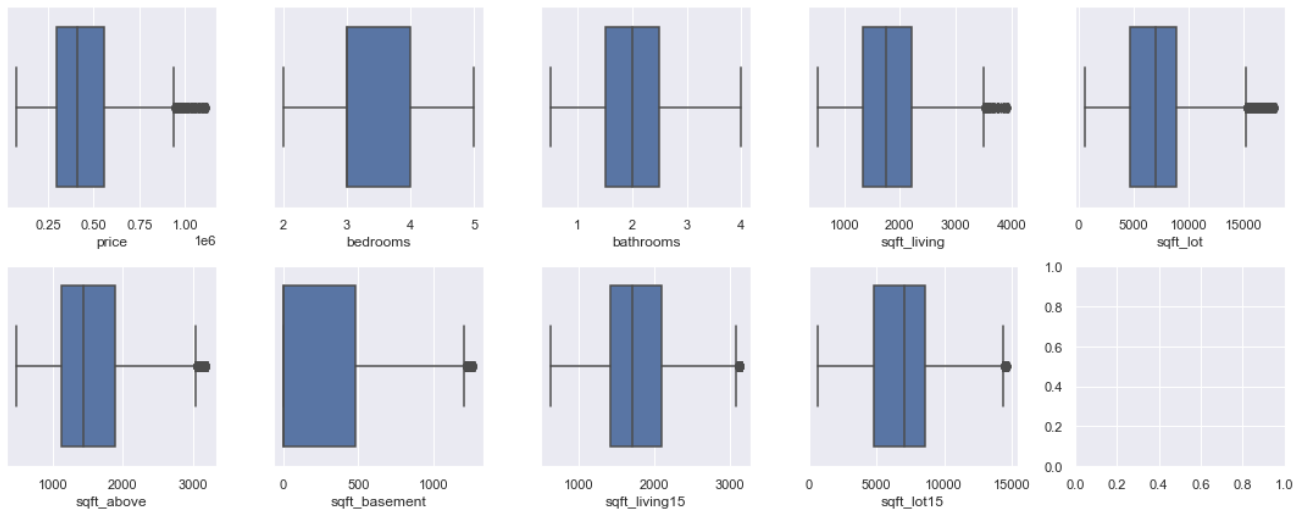 0.25 0.50 0.75 1.00
price 1e6
2 3 4 5
bedrooms
1 2 3 4
bathrooms
1000 2000 3000 4000
sqft_living
0 5000 10000 15000
sqft_lot
1000 2000 3000
sqft_above
0 500 1000
sqft_basement
1000 2000 3000
sqft_living15
0 5000 10000 15000
sqft_lot15
1.0
0.8
0.6
0.4
0.2
0.0
0.0 0.2 0.4 0.6 0.8 1.0